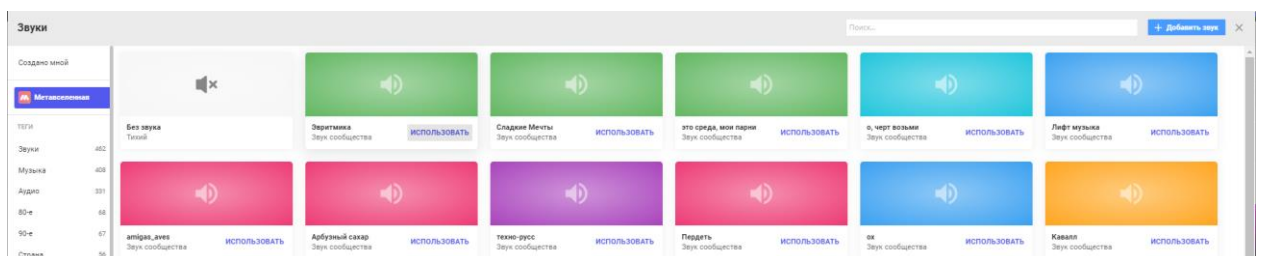 Звуки
Поиск...
+ Добавить звук
Создано мной
Метавселенная
ТЕГИ
Звуки 462
Музыка 408
Аудио 331
80-е 68
90-е 67
Страна 56
Без звука
Тихий
Эвритмика
Звук сообщества
ИСПОЛЬЗОВАТЬ
Сладкие Мечты
Звук сообщества
ИСПОЛЬЗОВАТЬ
это среда, мои парни
Звук сообщества
ИСПОЛЬЗОВАТЬ
о, черт возьми
Звук сообщества
ИСПОЛЬЗОВАТЬ
Лифт музыка
Звук сообщества
ИСПОЛЬЗОВАТЬ
amigas_aves
Звук сообщества
ИСПОЛЬЗОВАТЬ
Арбузный сахар
Звук сообщества
ИСПОЛЬЗОВАТЬ
техно-русс
Звук сообщества
ИСПОЛЬЗОВАТЬ
Пердеть
Звук сообщества
ИСПОЛЬЗОВАТЬ
ох
Звук сообщества
ИСПОЛЬЗОВАТЬ
Кавалл
Звук сообщества
ИСПОЛЬЗОВАТЬ